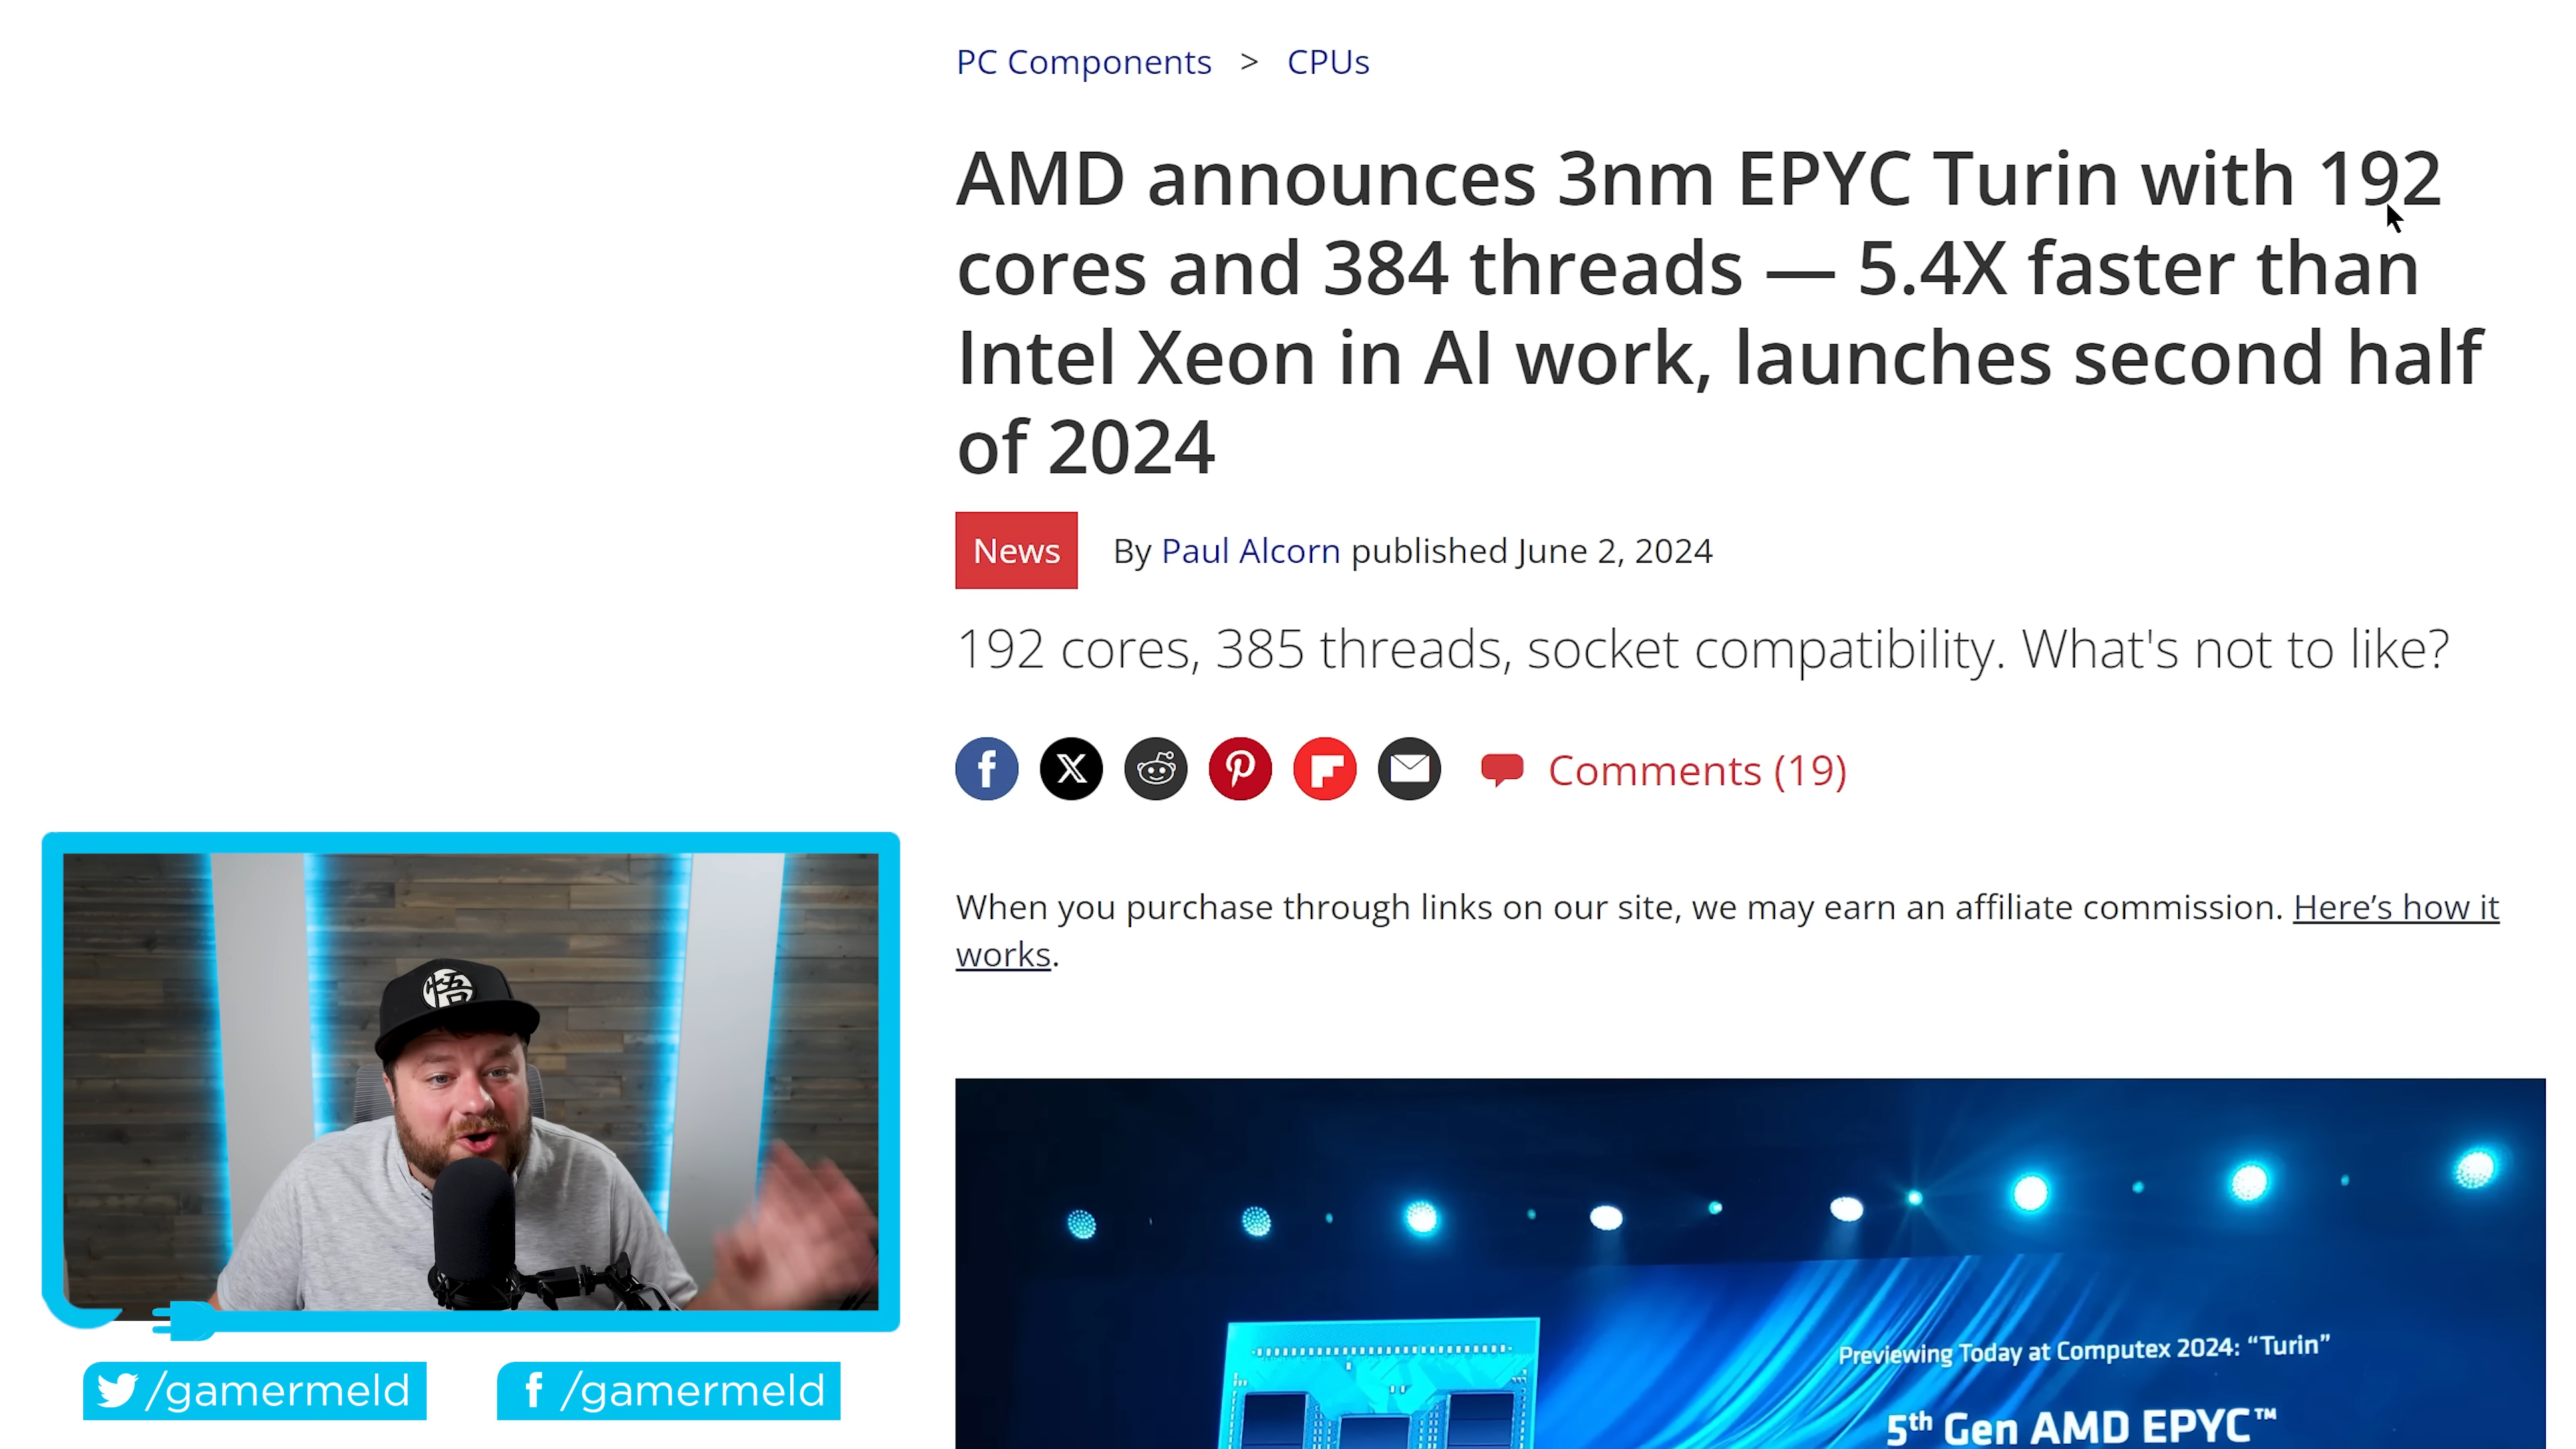 PC Components > CPUs
AMD announces 3nm EPYC Turin with 192
cores and 384 threads — 5.4X faster than
Intel Xeon in AI work, launches second half
of 2024
News
By Paul Alcorn published June 2, 2024
192 cores, 385 threads, socket compatibility. What's not to like?
Comments (19)
When you purchase through links on our site, we may earn an affiliate commission. Here’s how it
works.
悟
/gamermeld
/gamermeld
Previewing Today at Computex 2024: “Turin”
5th Gen AMD EPYC™